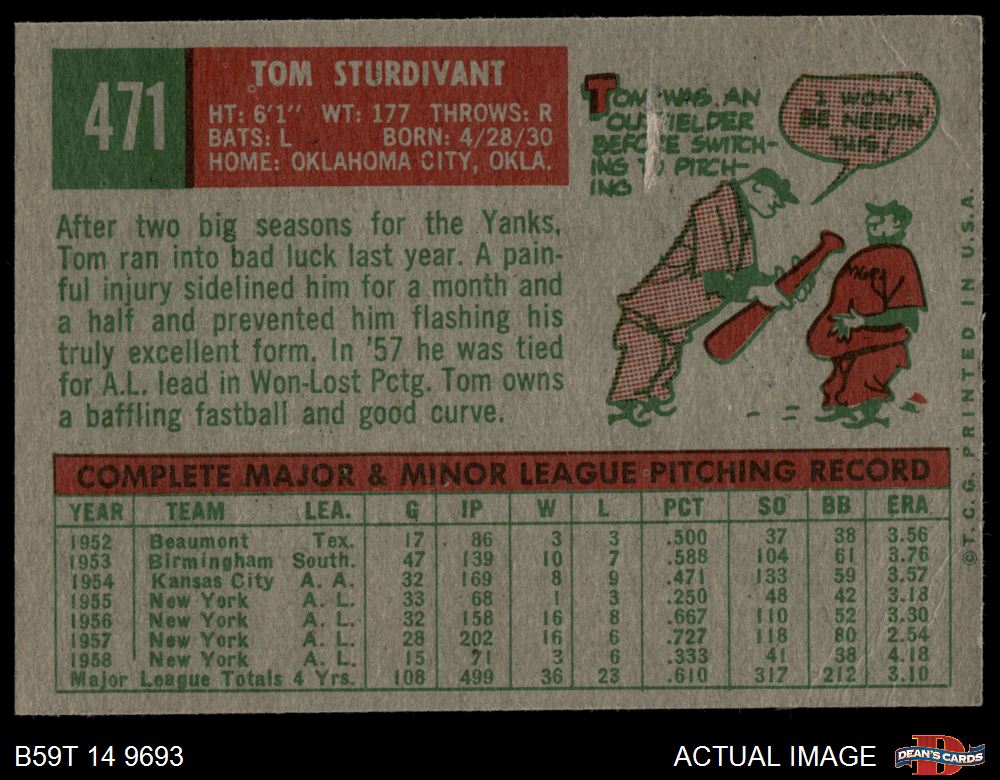 471
TOM STURDIVANT
HT: 6'1" WT: 177 THROWS: R
BATS: L BORN: 4/28/30
HOME: OKLAHOMA CITY, OKLA.
TOM WAS AN
OUTFIELDER
BEFORE SWITCH-
ING TO PITCH-
ING
I WON'T
BE NEEDIN'
THIS!
After two big seasons for the Yanks,
Tom ran into bad luck last year. A pain-
ful injury sidelined him for a month and
a half and prevented him flashing his
truly excellent form. In '57 he was tied
for A.L. lead in Won-Lost Pctg. Tom owns
a baffling fastball and good curve.
COMPLETE MAJOR & MINOR LEAGUE PITCHING RECORD
YEAR TEAM LEA. G IP W L PCT SO BB ERA
1952 Beaumont Tex. 17 86 3 3 .500 37 38 3.56
1953 Birmingham South. 47 139 10 7 .588 104 61 3.76
1954 Kansas City A. A. 32 169 8 9 .471 133 59 3.57
1955 New York A. L. 33 68 1 3 .250 48 42 3.18
1956 New York A. L. 32 158 16 8 .667 110 52 3.30
1957 New York A. L. 28 202 16 6 .727 118 80 2.54
1958 New York A. L. 15 71 3 6 .333 41 38 4.18
Major League Totals 4 Yrs. 108 499 36 23 .610 317 212 3.10
© T.C.G. PRINTED IN U.S.A.
B59T 14 9693
ACTUAL IMAGE
DEAN'S CARDS